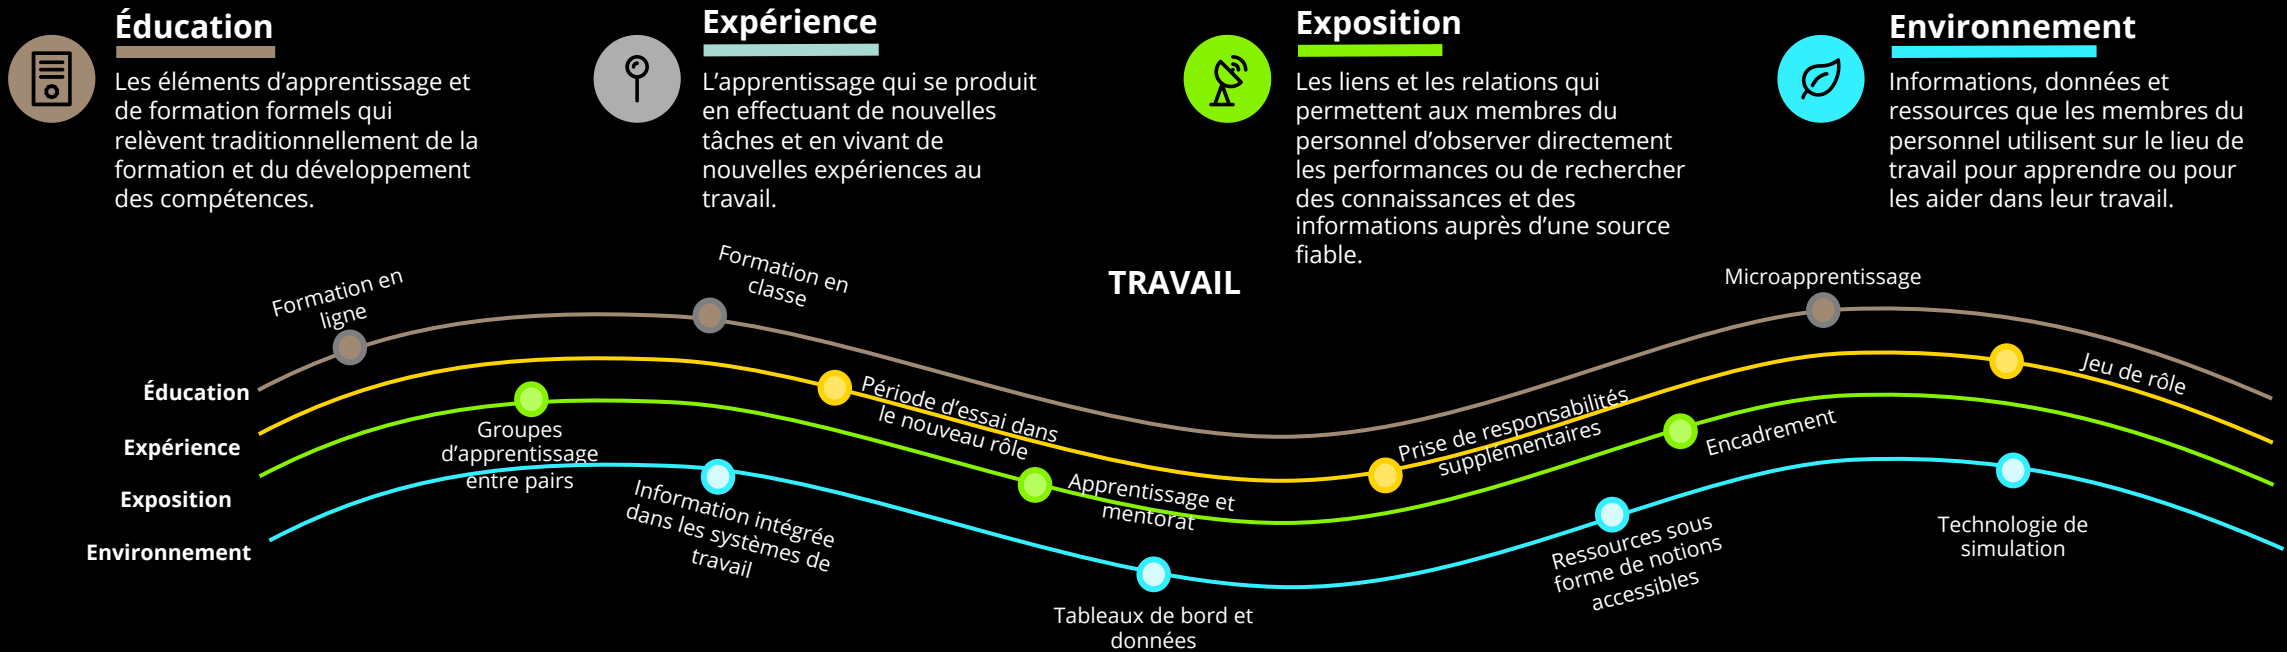 Éducation
Les éléments d’apprentissage et
de formation formels qui
relèvent traditionnellement de la
formation et du développement
des compétences.
Expérience
L’apprentissage qui se produit
en effectuant de nouvelles
tâches et en vivant de
nouvelles expériences au
travail.
Exposition
Les liens et les relations qui
permettent aux membres du
personnel d’observer directement
les performances ou de rechercher
des connaissances et des
informations auprès d’une source
fiable.
Environnement
Informations, données et
ressources que les membres du
personnel utilisent sur le lieu de
travail pour apprendre ou pour
les aider dans leur travail.
TRAVAIL
Éducation
Formation en
ligne
Formation en
classe
Microapprentissage
Expérience
Période d’essai dans
le nouveau rôle
Prise de responsabilités
supplémentaires
Jeu de rôle
Exposition
Groupes
d’apprentissage
entre pairs
Apprentissage et
mentorat
Encadrement
Environnement
Information intégrée
dans les systèmes de
travail
Tableaux de bord et
données
Ressources sous
forme de notions
accessibles
Technologie de
simulation